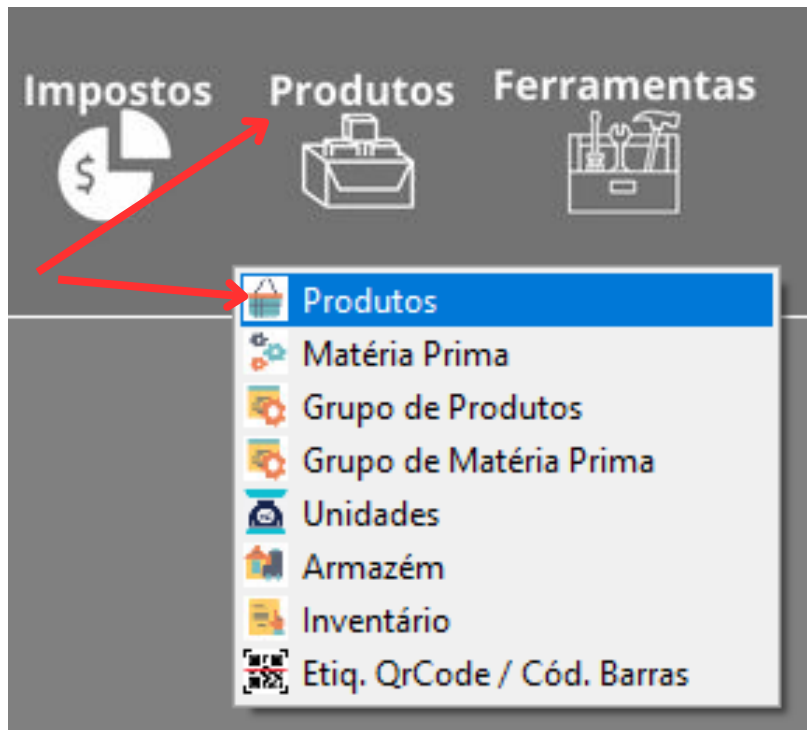 Impostos
Produtos
Ferramentas
$
Produtos
Matéria Prima
Grupo de Produtos
Grupo de Matéria Prima
Unidades
Armazém
Inventário
Etiq. QrCode / Cód. Barras